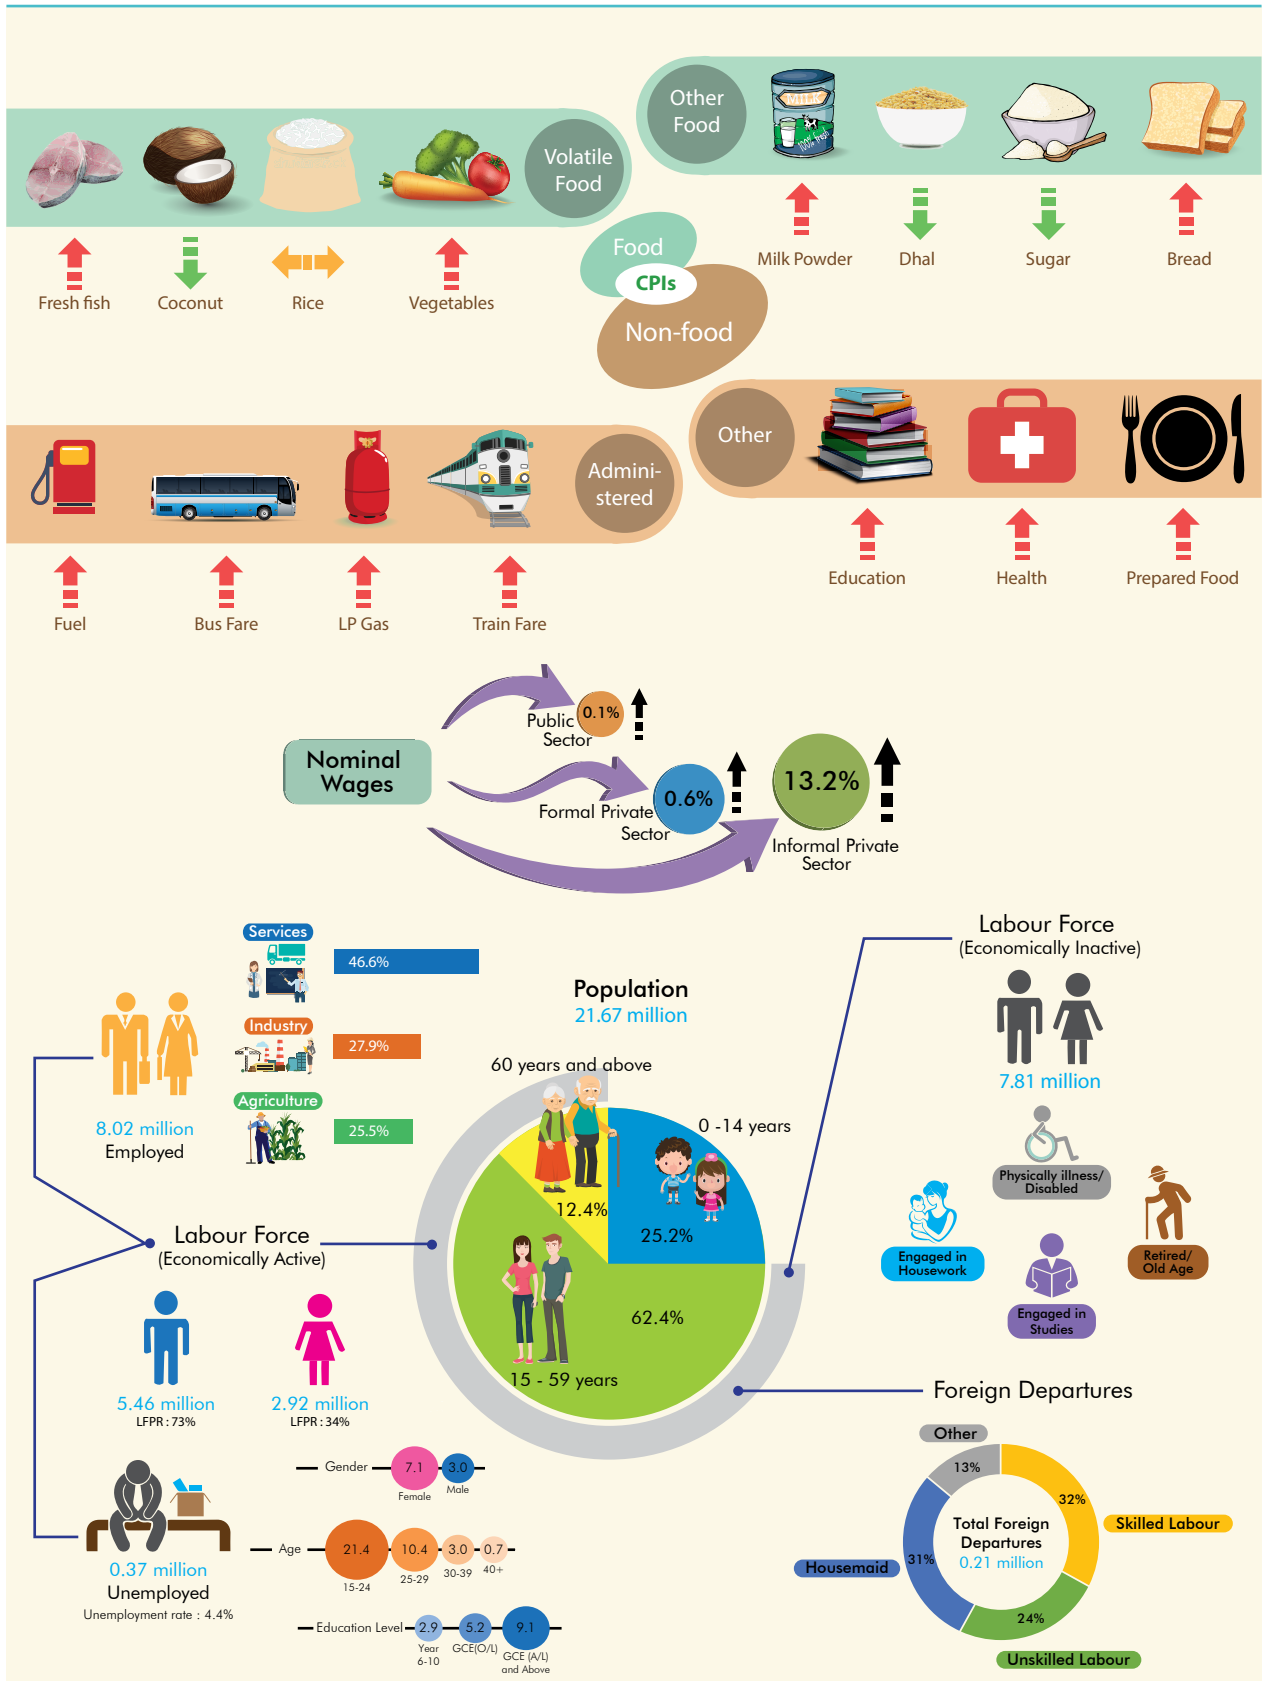 Other
Food
MILK
Volatile
Food
Fresh fish
Coconut
Rice
Vegetables
Food
CPIs
Non-food
Milk Powder
Dhal
Sugar
Bread
Other
Admini-
stered
Education
Health
Prepared Food
Fuel
Bus Fare
LP Gas
Train Fare
Nominal
Wages
Public
Sector
0.1%
Formal Private
Sector
0.6%
13.2%
Informal Private
Sector
Services
46.6%
Industry
27.9%
Agriculture
25.5%
8.02 million
Employed
Labour Force
(Economically Active)
5.46 million
LFPR : 73%
2.92 million
LFPR : 34%
Population
21.67 million
60 years and above
0 -14 years
12.4%
25.2%
62.4%
15 - 59 years
Labour Force
(Economically Inactive)
7.81 million
Physically illness/
Disabled
Engaged in
Housework
Retired/
Old Age
Engaged in
Studies
Foreign Departures
Other
13%
32%
Skilled Labour
Total Foreign
Departures
0.21 million
Housemaid
31%
24%
Unskilled Labour
0.37 million
Unemployed
Unemployment rate : 4.4%
Gender
7.1
3.0
Female
Male
Age
21.4
10.4
3.0
0.7
15-24
25-29
30-39
40+
Education Level
2.9
5.2
9.1
Year
6-10
GCE(O/L)
GCE (A/L)
and Above